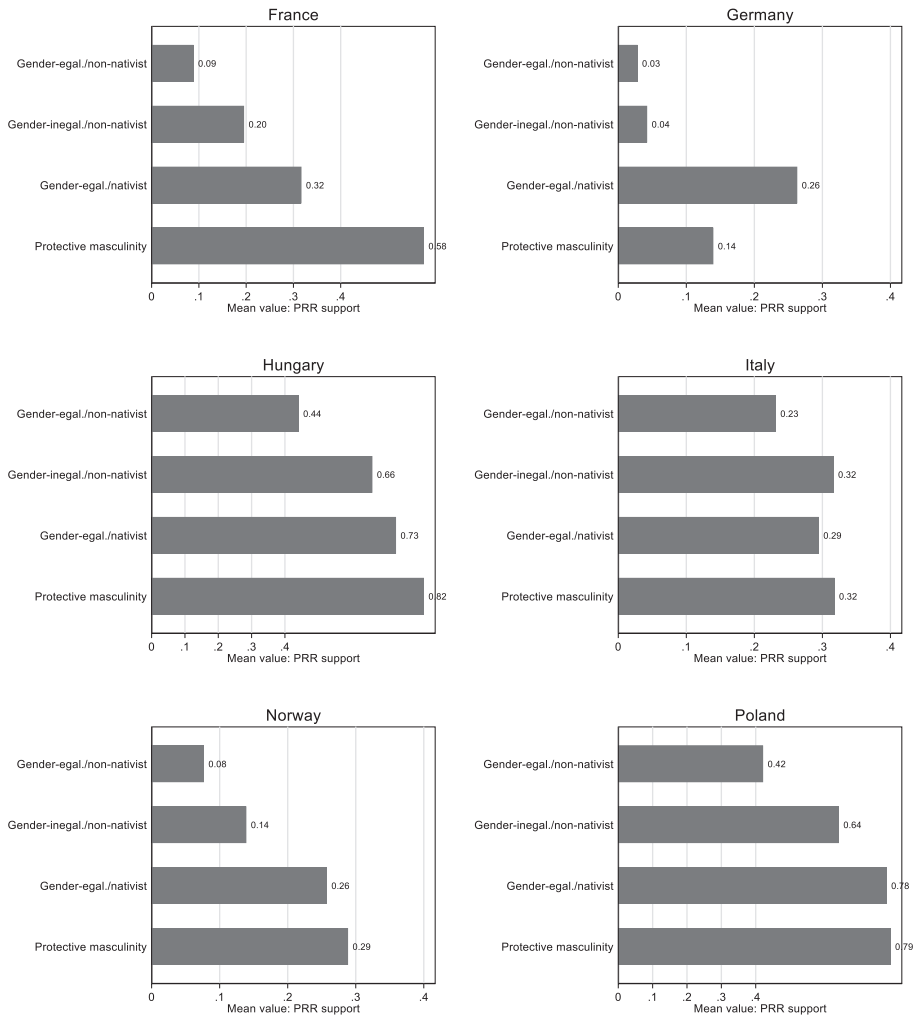 France
Gender-egal./non-nativist 0.09
Gender-inegal./non-nativist 0.20
Gender-egal./nativist 0.32
Protective masculinity 0.58
0 .1 .2 .3 .4
Mean value: PRR support
Germany
Gender-egal./non-nativist 0.03
Gender-inegal./non-nativist 0.04
Gender-egal./nativist 0.26
Protective masculinity 0.14
0 .1 .2 .3 .4
Mean value: PRR support
Hungary
Gender-egal./non-nativist 0.44
Gender-inegal./non-nativist 0.66
Gender-egal./nativist 0.73
Protective masculinity 0.82
0 .1 .2 .3 .4
Mean value: PRR support
Italy
Gender-egal./non-nativist 0.23
Gender-inegal./non-nativist 0.32
Gender-egal./nativist 0.29
Protective masculinity 0.32
0 .1 .2 .3 .4
Mean value: PRR support
Norway
Gender-egal./non-nativist 0.08
Gender-inegal./non-nativist 0.14
Gender-egal./nativist 0.26
Protective masculinity 0.29
0 .1 .2 .3 .4
Mean value: PRR support
Poland
Gender-egal./non-nativist 0.42
Gender-inegal./non-nativist 0.64
Gender-egal./nativist 0.78
Protective masculinity 0.79
0 .1 .2 .3 .4
Mean value: PRR support